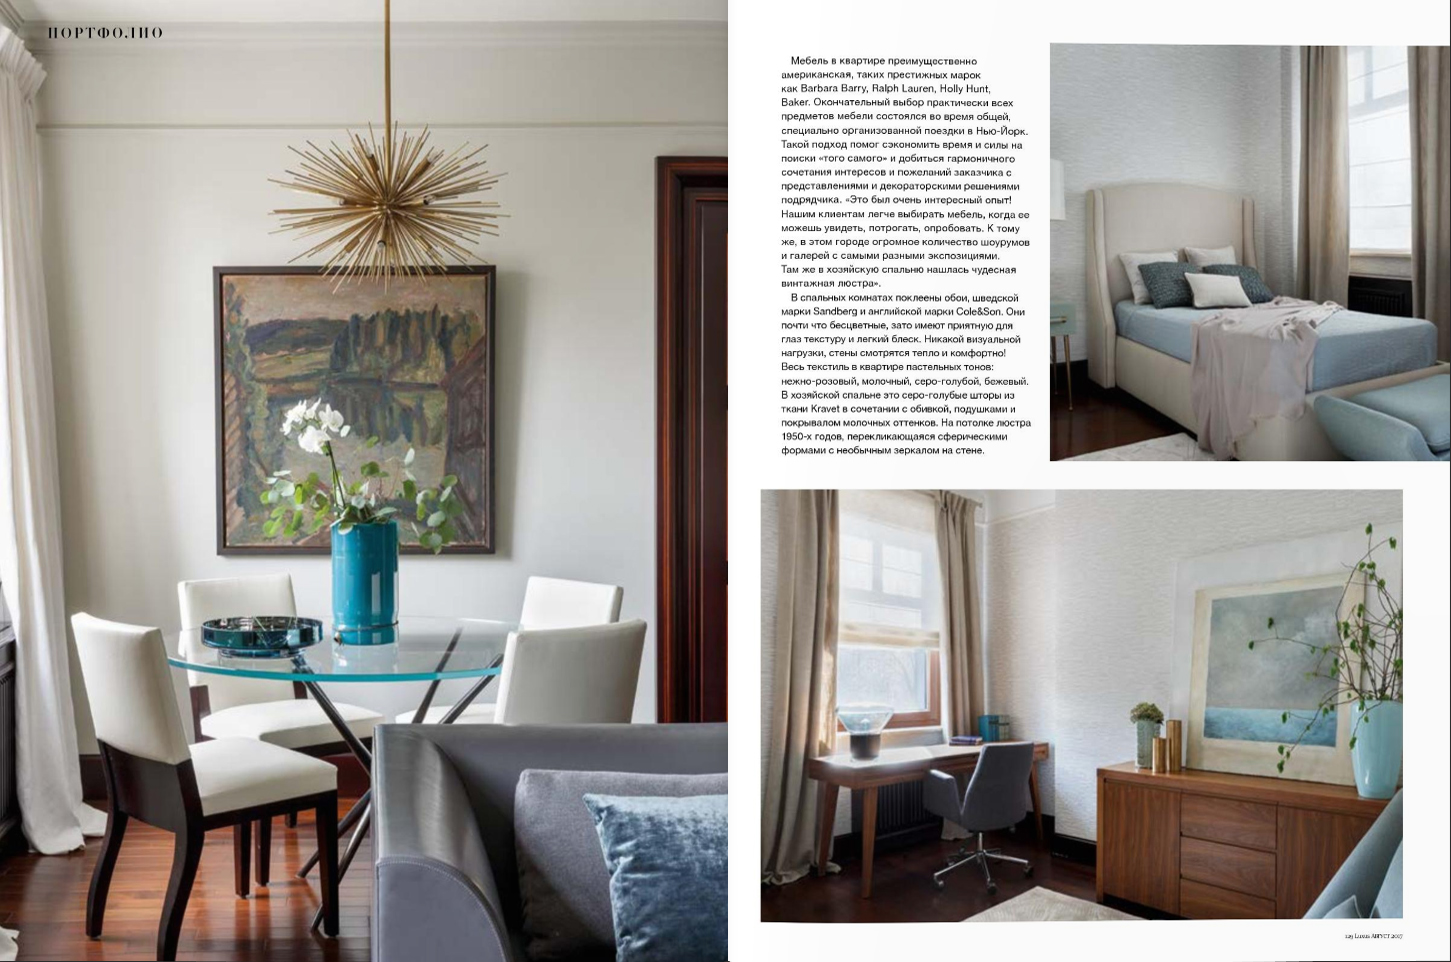 ПОРТФОЛИО
Мебель в квартире преимущественно
американская, таких престижных марок
как Barbara Barry, Ralph Lauren, Holly Hunt,
Baker. Окончательный выбор практически всех
предметов мебели состоялся во время общей,
специально организованной поездки в Нью-Йорк.
Такой подход помог сэкономить время и силы на
поиски «того самого» и добиться гармоничного
сочетания интересов и пожеланий заказчика с
представлениями и декораторскими решениями
подрядчика. «Это был очень интересный опыт!
Нашим клиентам легче выбирать мебель, когда ее
можешь увидеть, потрогать, опробовать. К тому
же, в этом городе огромное количество шоурумов
и галерей с самыми разными экспозициями.
Там же в хозяйскую спальню нашлась чудесная
винтажная люстра».
В спальных комнатах поклеены обои, шведской
марки Sandberg и английской марки Cole&Son. Они
почти что бесцветные, зато имеют приятную для
глаз текстуру и легкий блеск. Никакой визуальной
нагрузки, стены смотрятся тепло и комфортно!
Весь текстиль в квартире пастельных тонов:
нежно-розовый, молочный, серо-голубой, бежевый.
В хозяйской спальне это серо-голубые шторы из
ткани Kravet в сочетании с обивкой, подушками и
покрывалом молочных оттенков. На потолке люстра
1950-х годов, перекликающаяся сферическими
формами с необычным зеркалом на стене.
129 Luxus АВГУСТ 2017